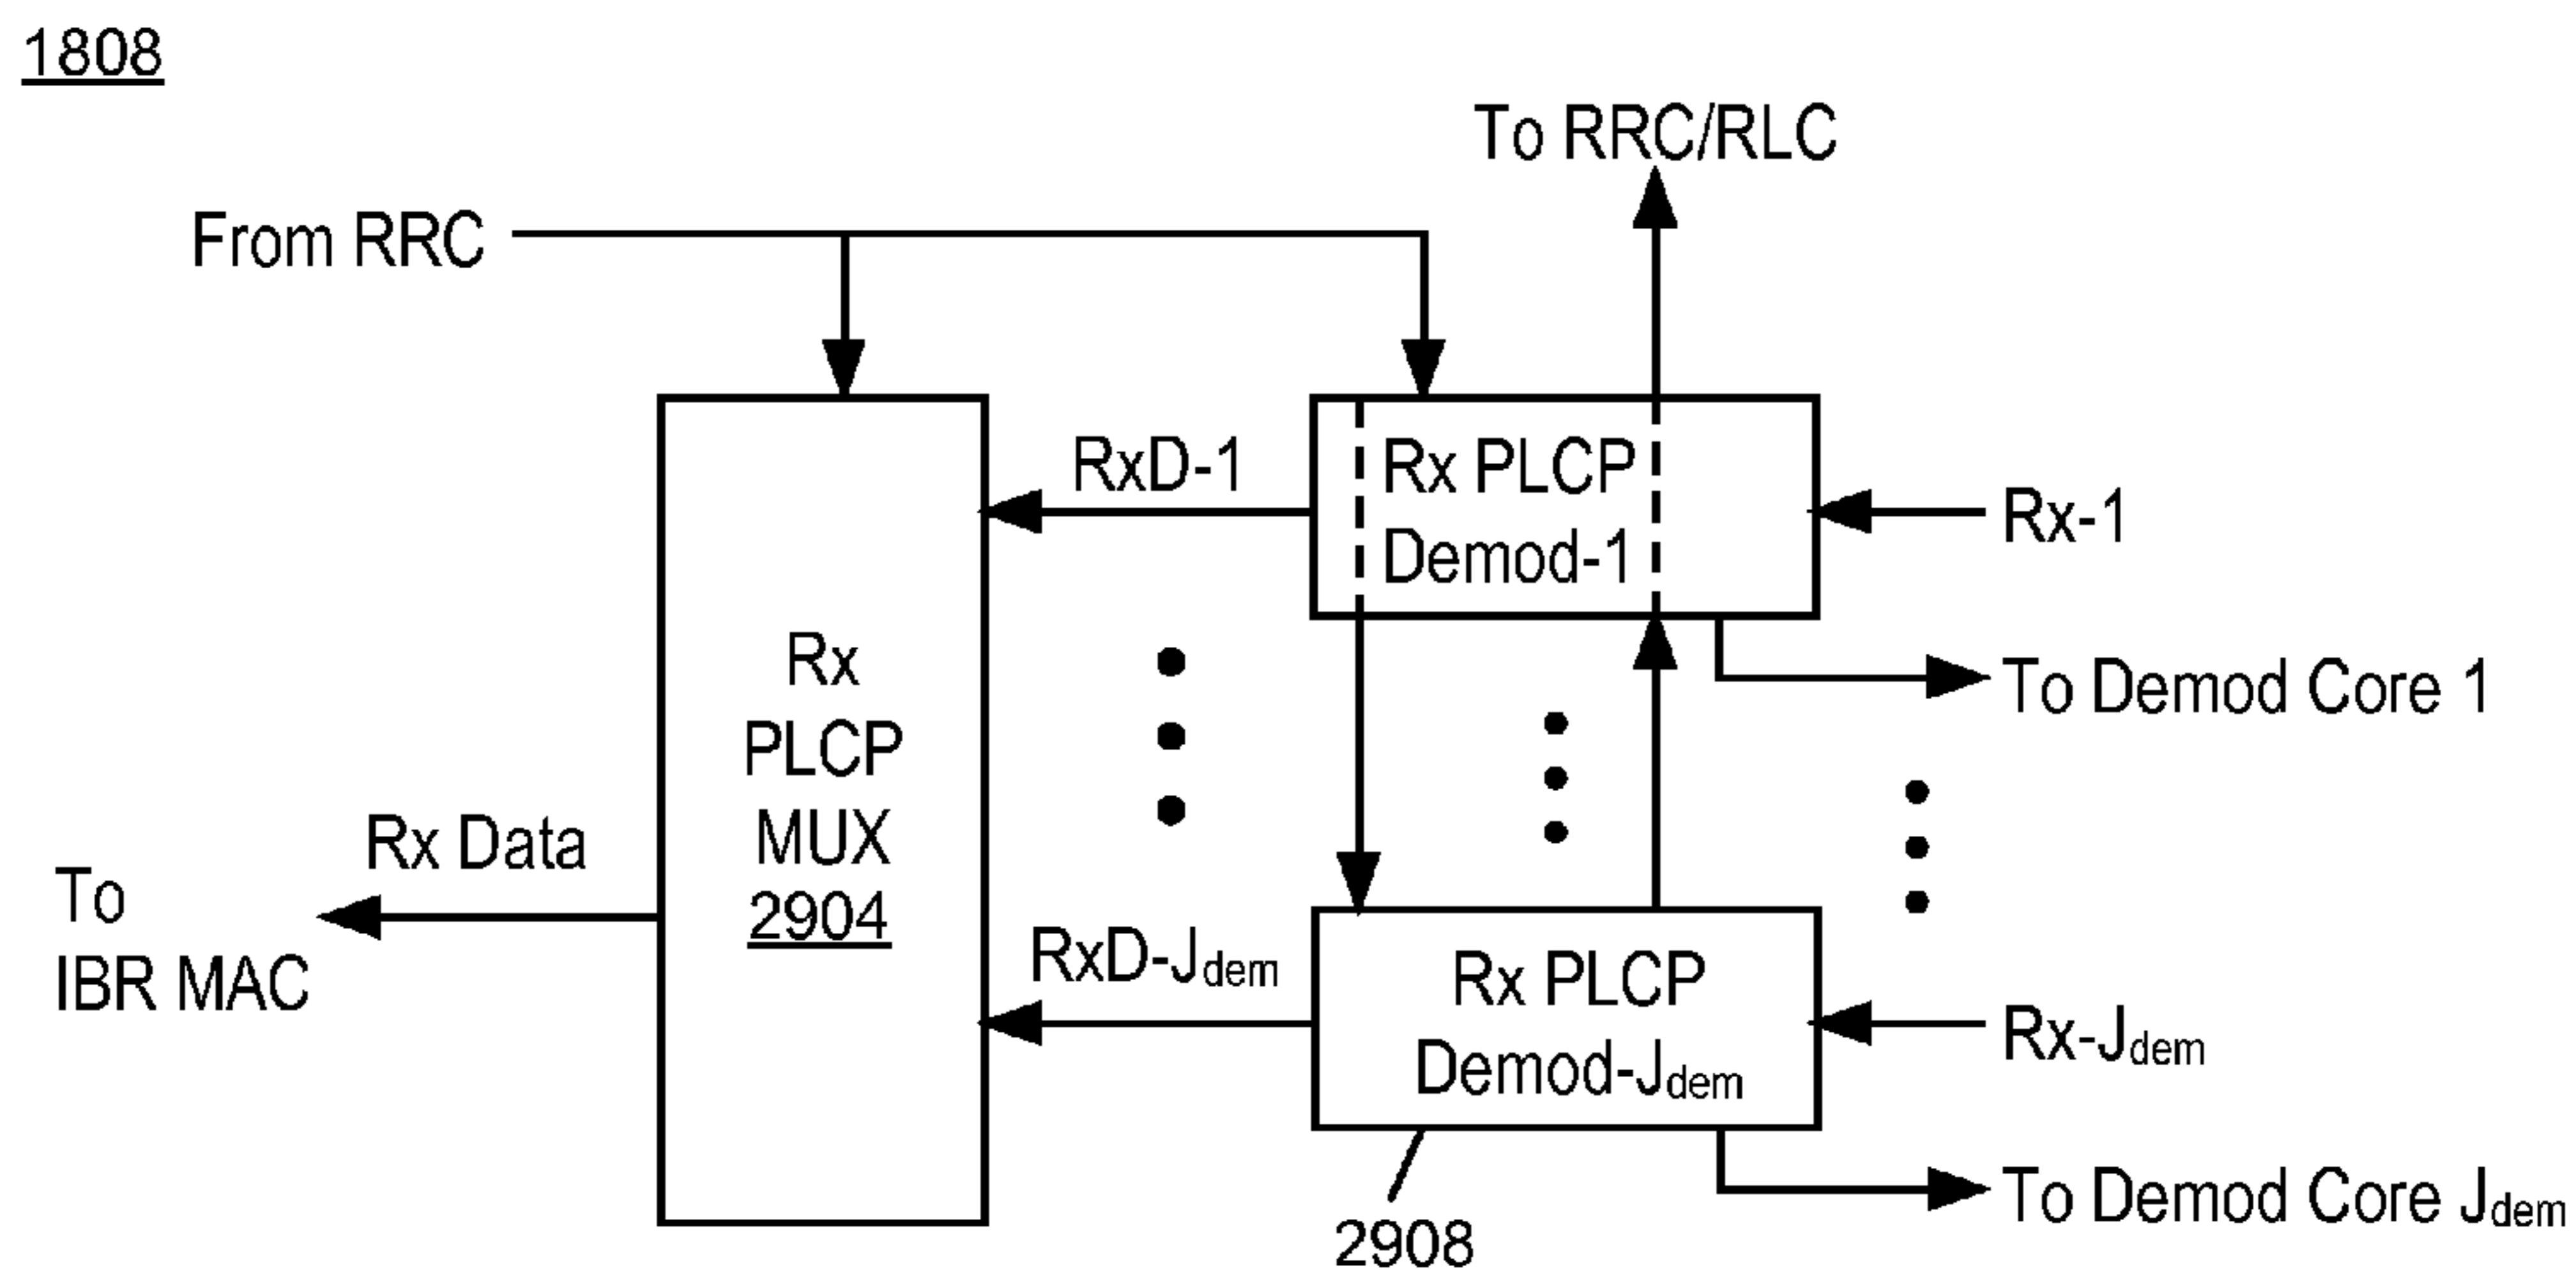 1808
To RRC/RLC
From RRC
RxD-1
Rx PLCP
Demod-1
Rx-1
To Demod Core 1
Rx
PLCP
MUX
2904
Rx Data
To
IBR MAC
RxD-Jdem
Rx PLCP
Demod-Jdem
Rx-Jdem
To Demod Core Jdem
2908